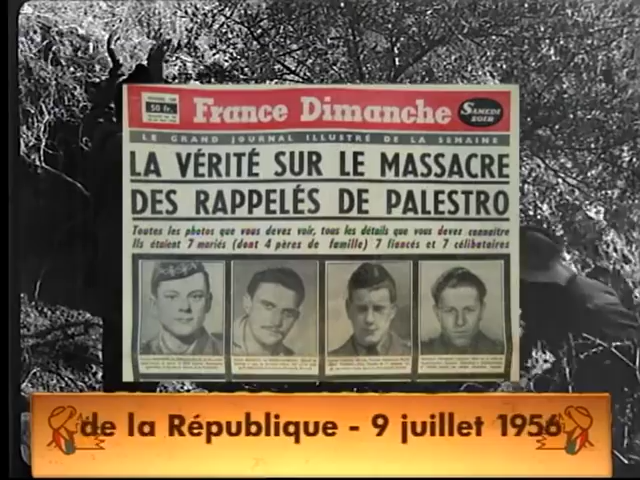 50 Fr.
France Dimanche
SAMEDI SOIR
LE GRAND JOURNAL ILLUSTRÉ DE LA SEMAINE
LA VÉRITÉ SUR LE MASSACRE
DES RAPPELÉS DE PALESTRO
Toutes les photos que vous devez voir, tous les détails que vous devez connaitre
Ils étaient 7 mariés (dont 4 pères de famille) 7 fiancés et 7 célibataires
de la République - 9 juillet 1956